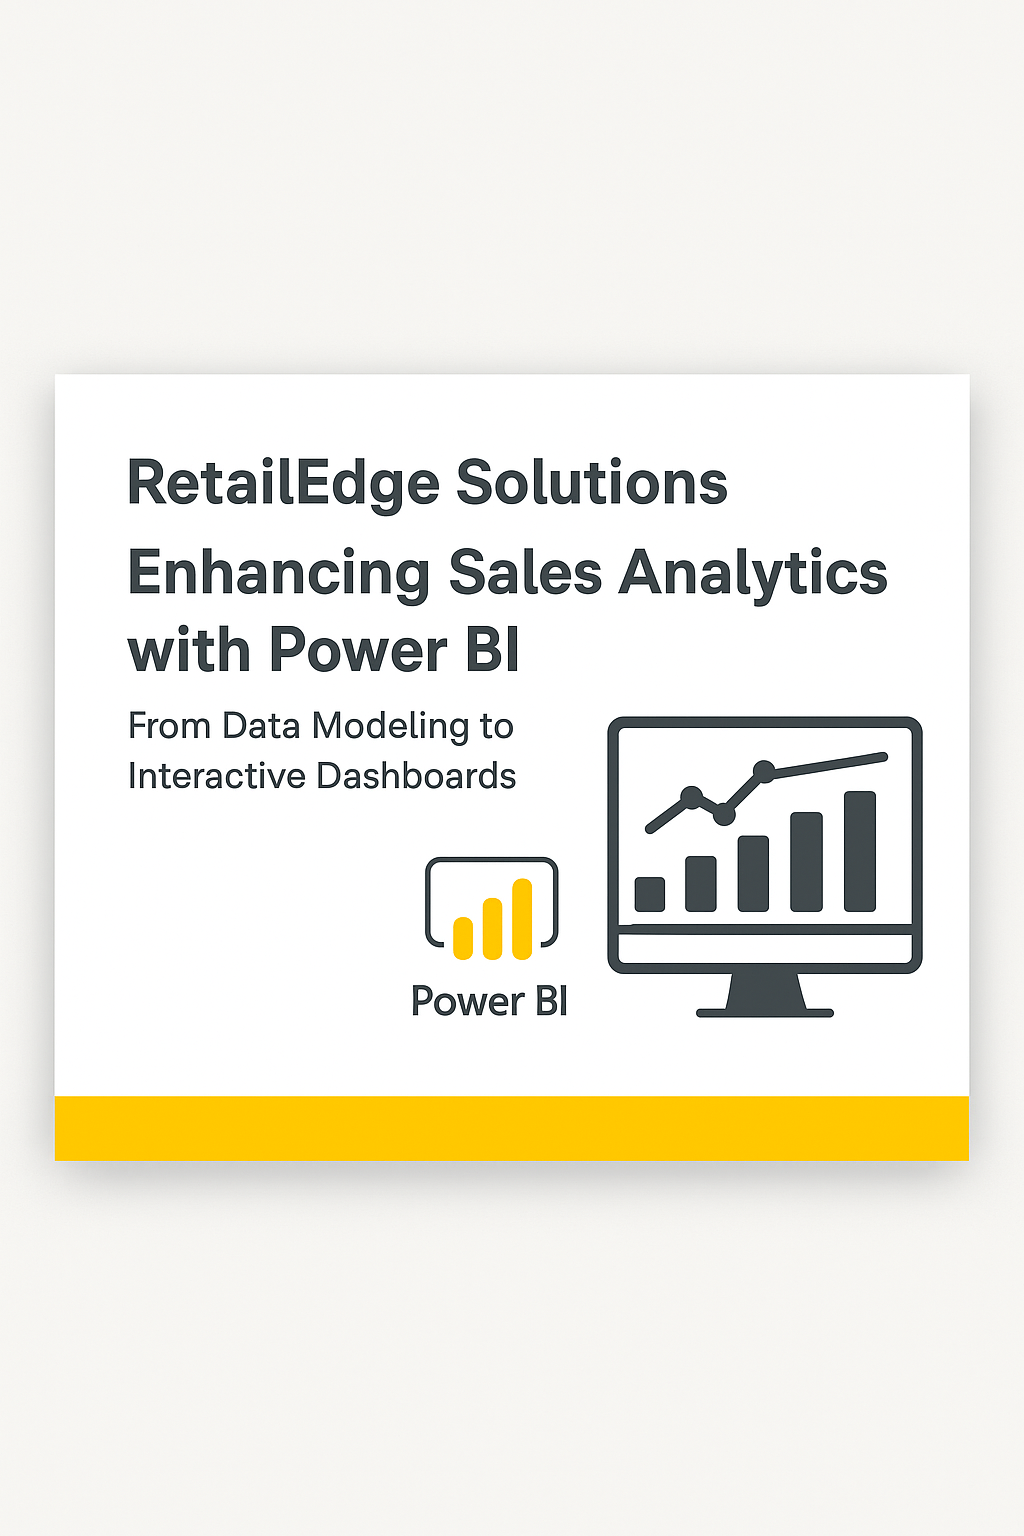 RetailEdge Solutions
Enhancing Sales Analytics
with Power BI
From Data Modeling to
Interactive Dashboards
Power BI